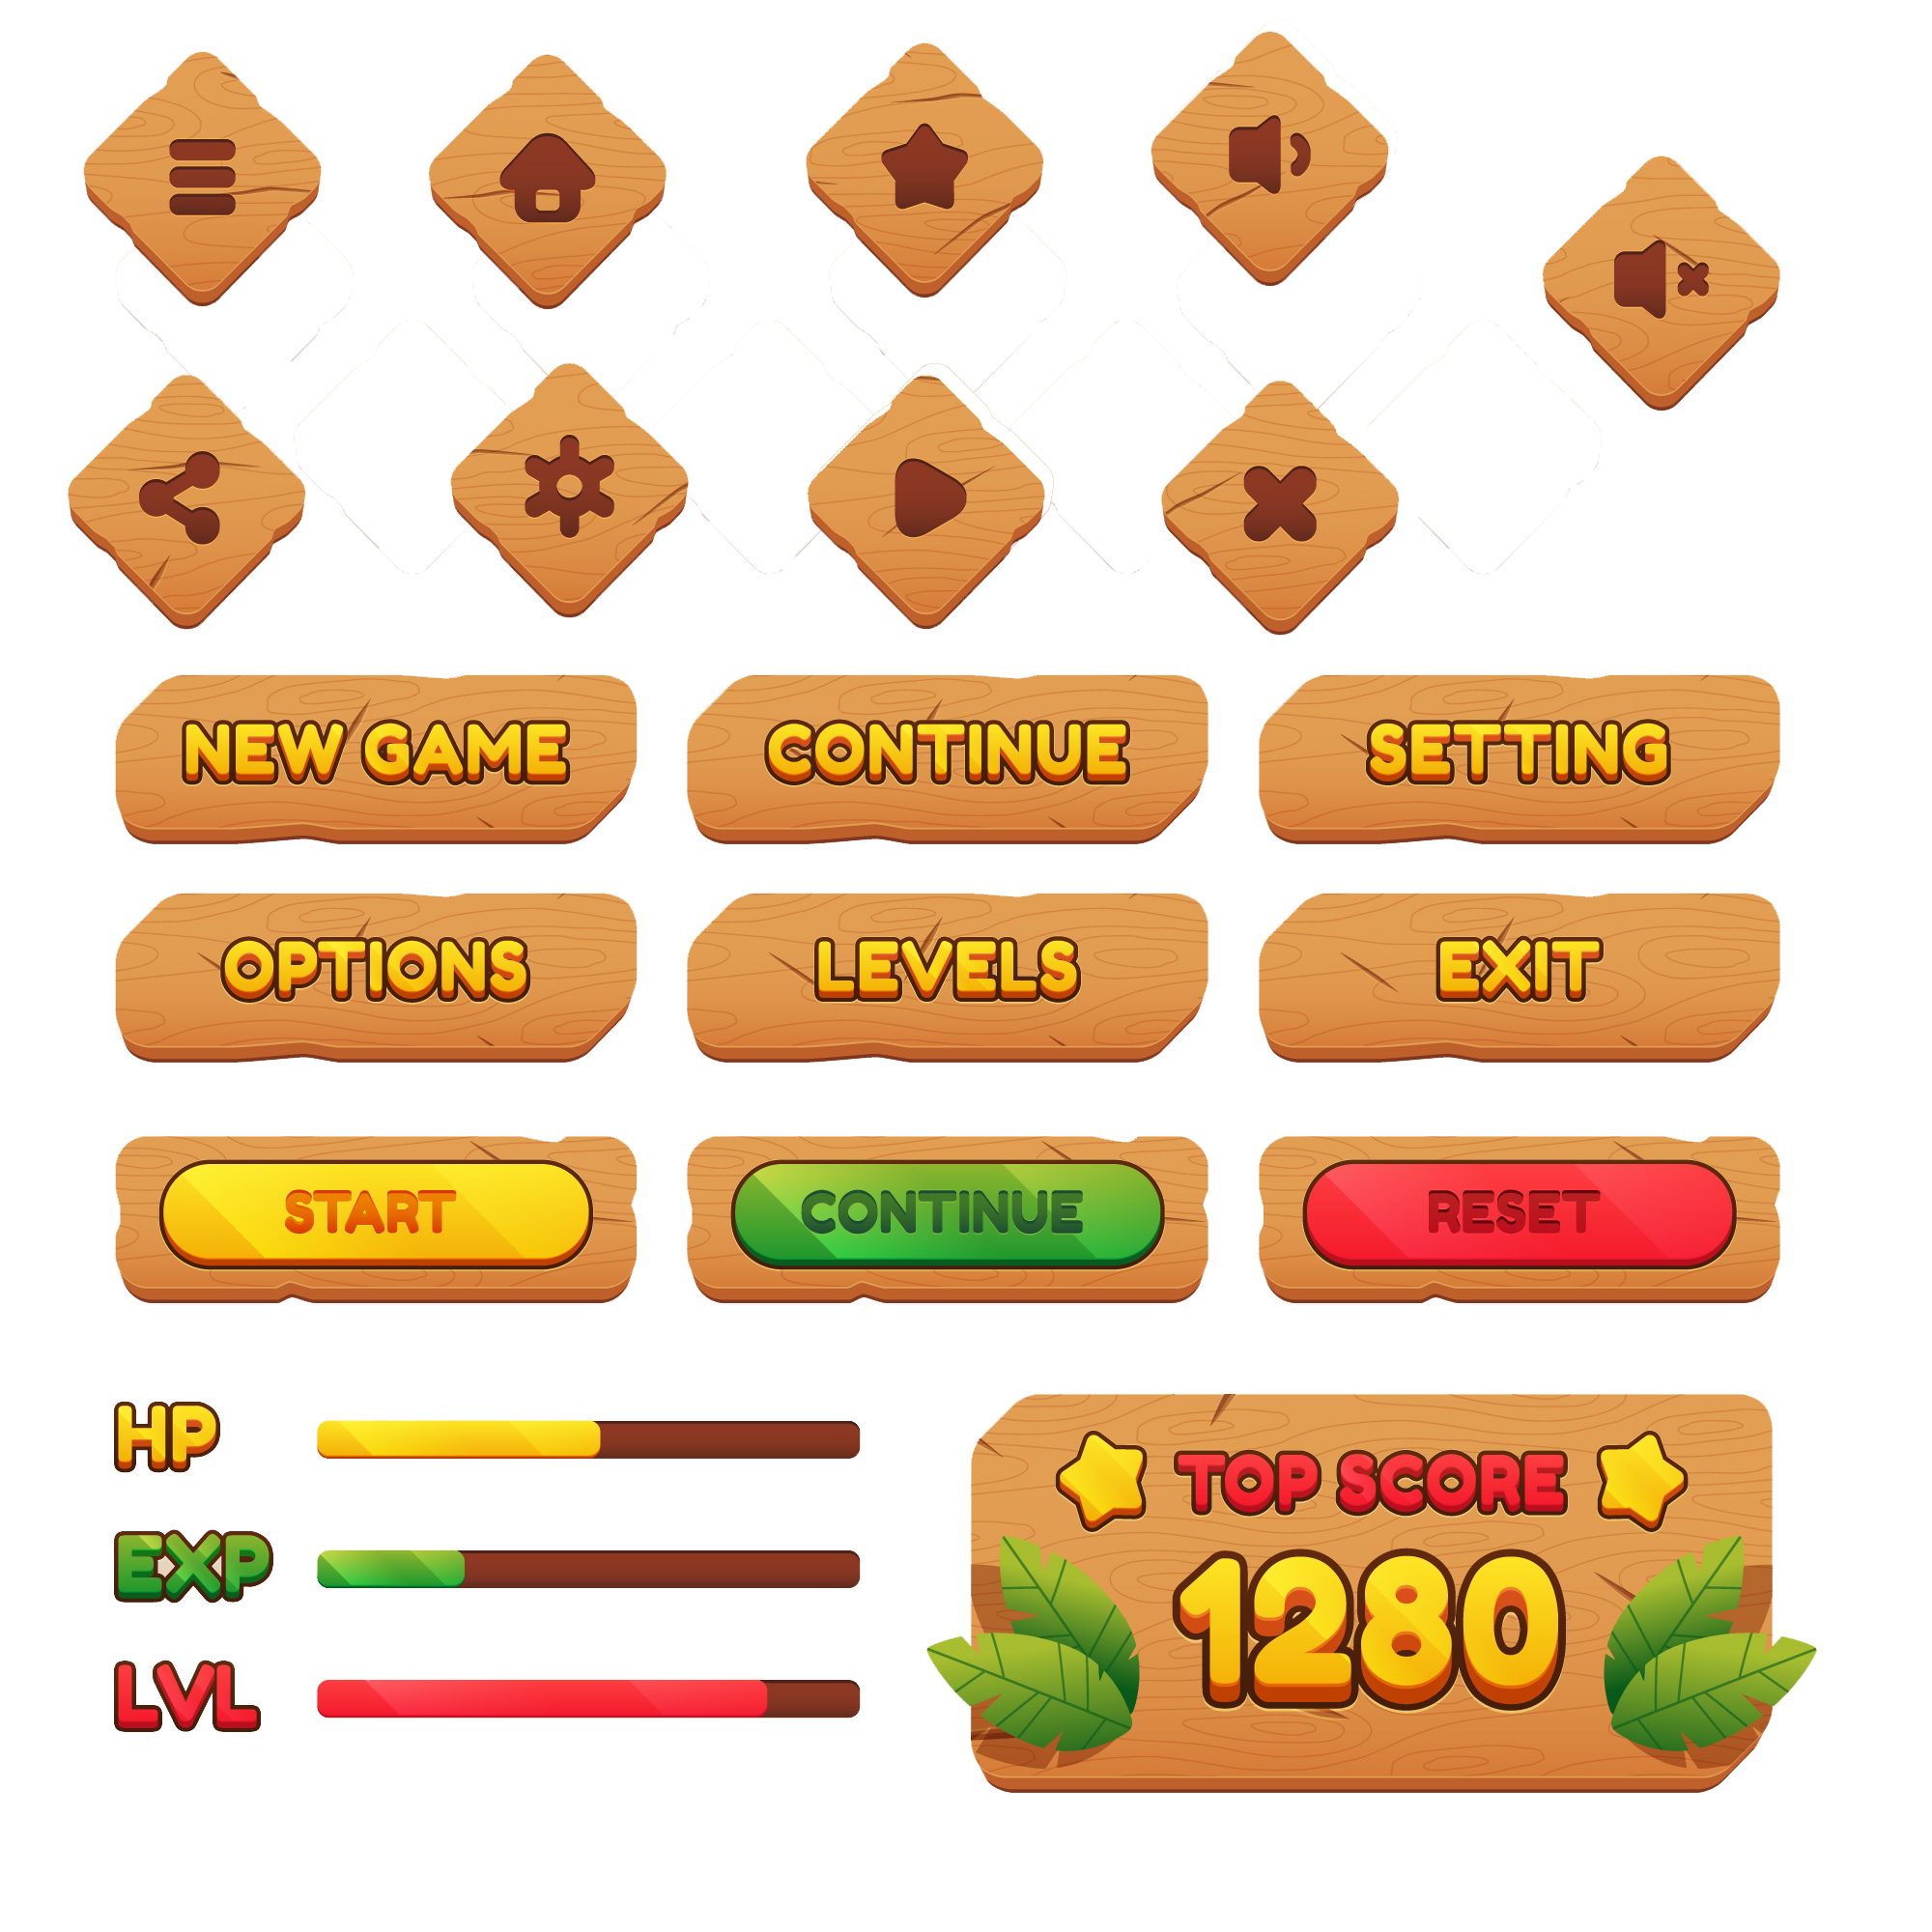 NEW GAME
CONTINUE
SETTING
OPTIONS
LEVELS
EXIT
START
CONTINUE
RESET
HP
EXP
LVL
TOP SCORE
1280